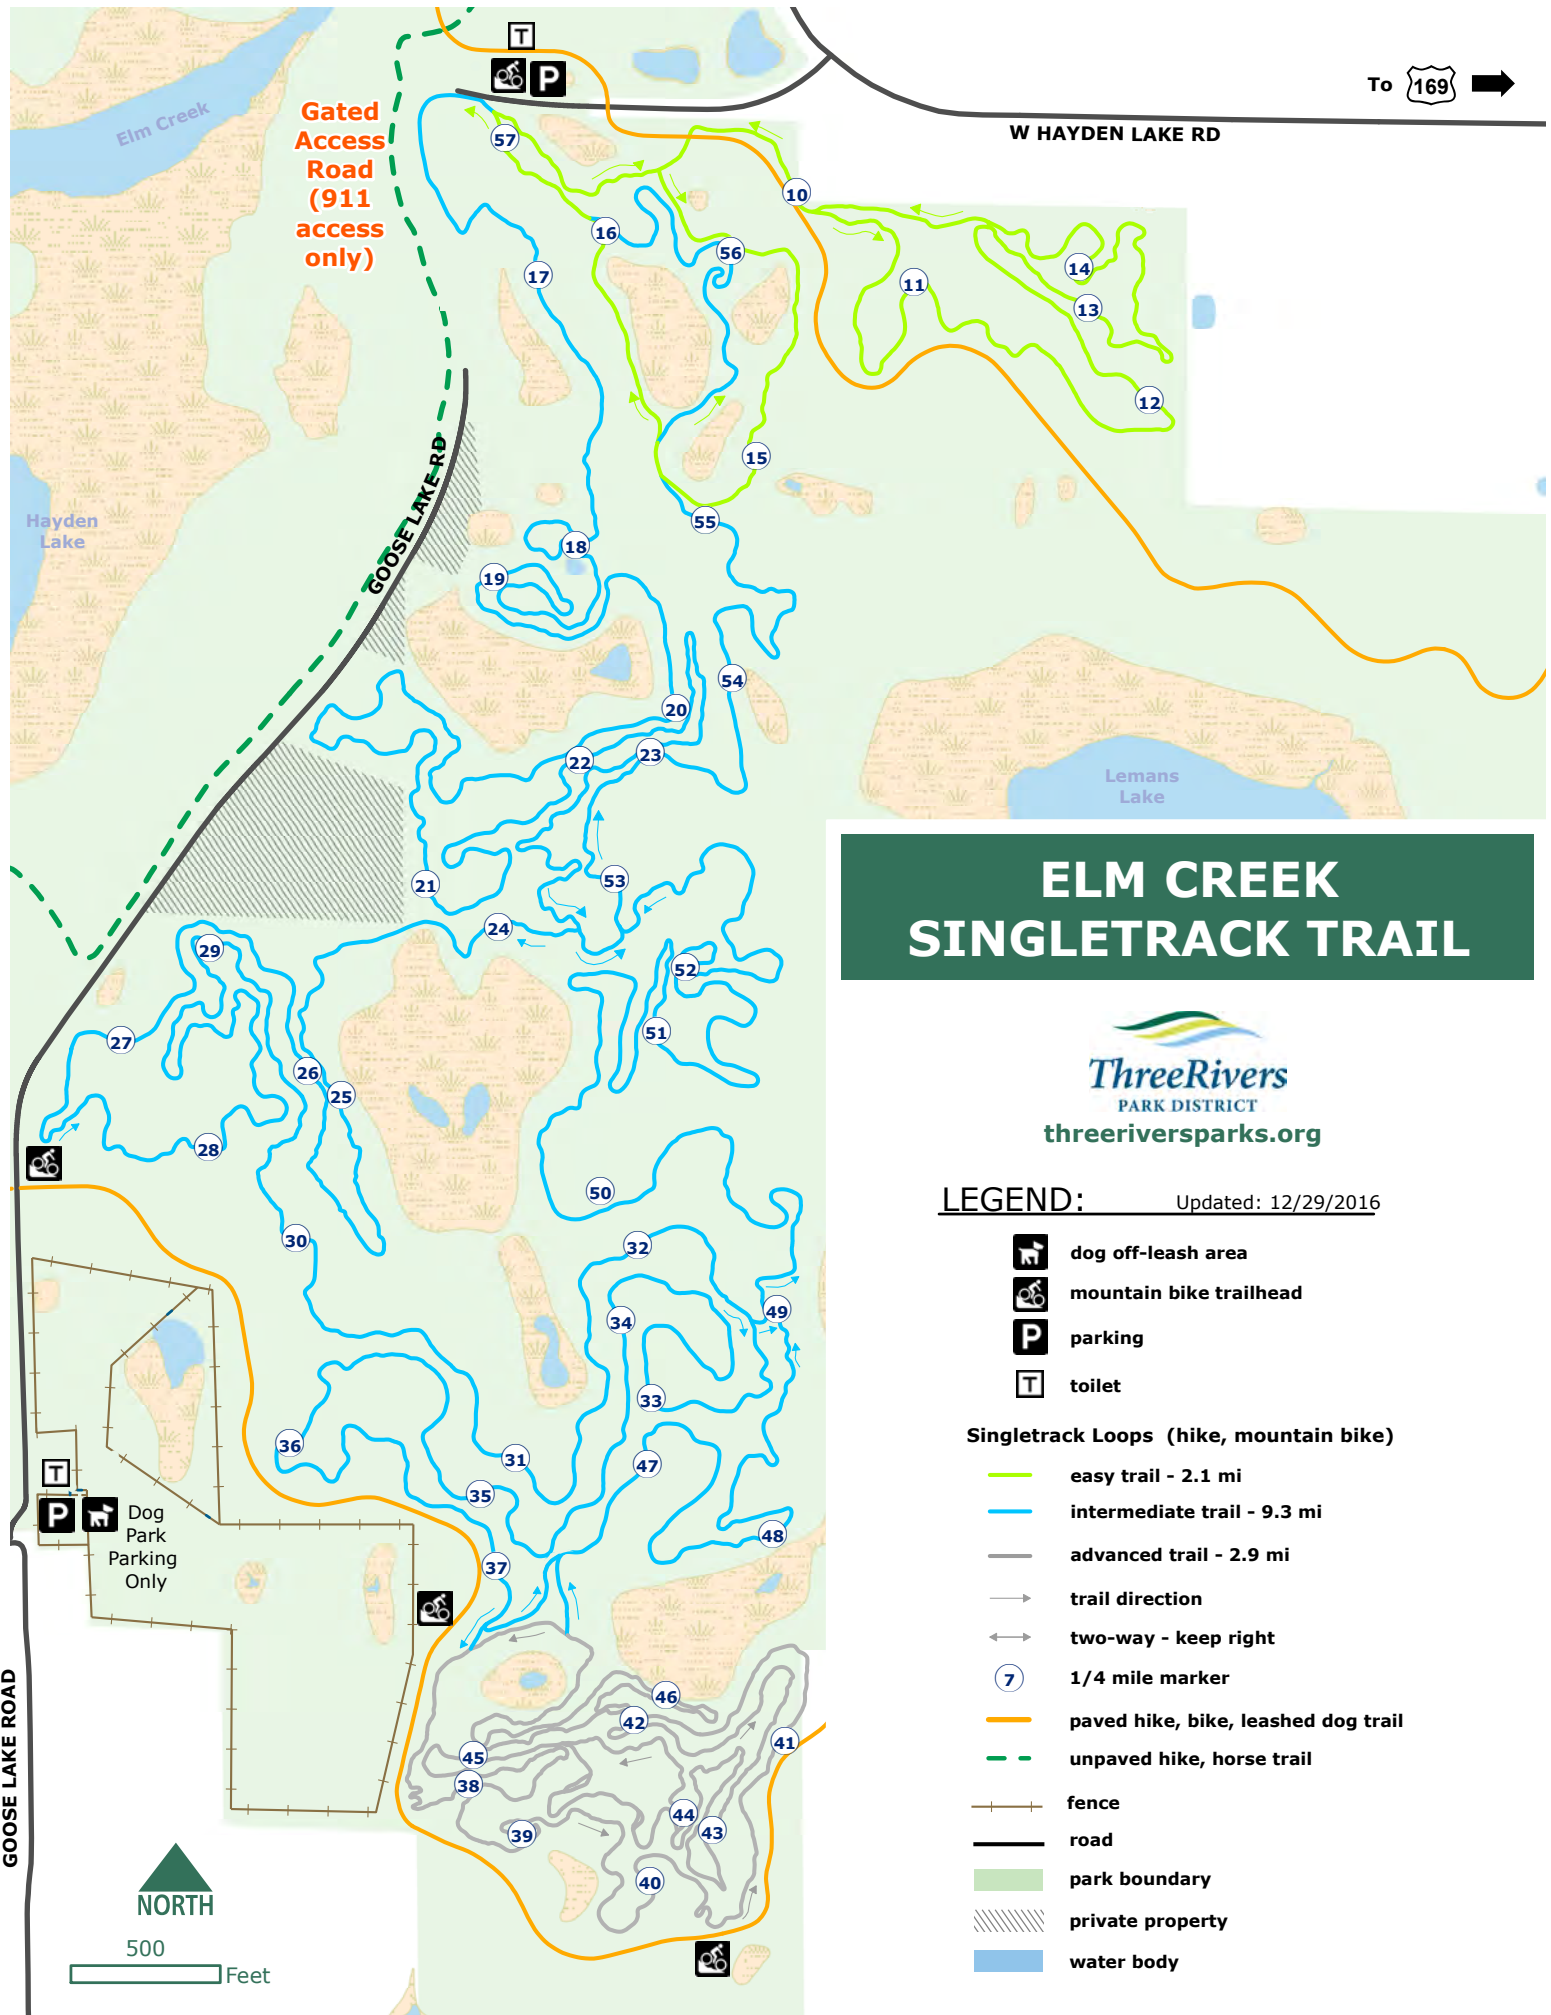 T
P
To 169
W HAYDEN LAKE RD
Elm Creek
Gated
Access
Road
(911
access
only)
57
10
16
56
17
14
11
13
12
15
GOOSE LAKE RD
Hayden
Lake
55
18
19
54
20
23
22
Lemans
Lake
21
53
24
29
52
27
51
26
25
28
50
30
32
49
34
33
36
31
47
35
48
37
T
P
Dog
Park
Parking
Only
46
42
41
45
38
44
43
39
40
GOOSE LAKE ROAD
NORTH
500
Feet
ELM CREEK
SINGLETRACK TRAIL
ThreeRivers
PARK DISTRICT
threeriversparks.org
LEGEND: Updated: 12/29/2016
dog off-leash area
mountain bike trailhead
P parking
T toilet
Singletrack Loops (hike, mountain bike)
easy trail - 2.1 mi
intermediate trail - 9.3 mi
advanced trail - 2.9 mi
trail direction
two-way - keep right
7 1/4 mile marker
paved hike, bike, leashed dog trail
unpaved hike, horse trail
fence
road
park boundary
private property
water body